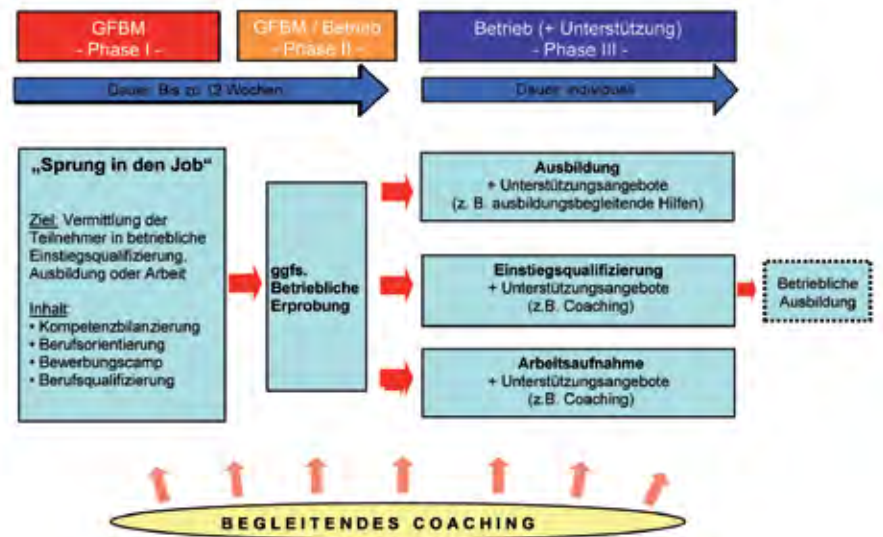 GFBM
- Phase I -
GFBM / Betrieb
- Phase II -
Betrieb (+ Unterstützung)
- Phase III -
Dauer: Bis zu 12 Wochen
Dauer: individuell
„Sprung in den Job“
Ziel: Vermittlung der
Teilnehmer in betriebliche
Einstiegsqualifizierung,
Ausbildung oder Arbeit
Inhalt:
• Kompetenzbilanzierung
• Berufsorientierung
• Bewerbungscamp
• Berufsqualifizierung
ggfs.
Betriebliche
Erprobung
Ausbildung
+ Unterstützungsangebote
(z. B. ausbildungsbegleitende Hilfen)
Einstiegsqualifizierung
+ Unterstützungsangebote
(z.B. Coaching)
Arbeitsaufnahme
+ Unterstützungsangebote
(z.B. Coaching)
Betriebliche
Ausbildung
BEGLEITENDES COACHING